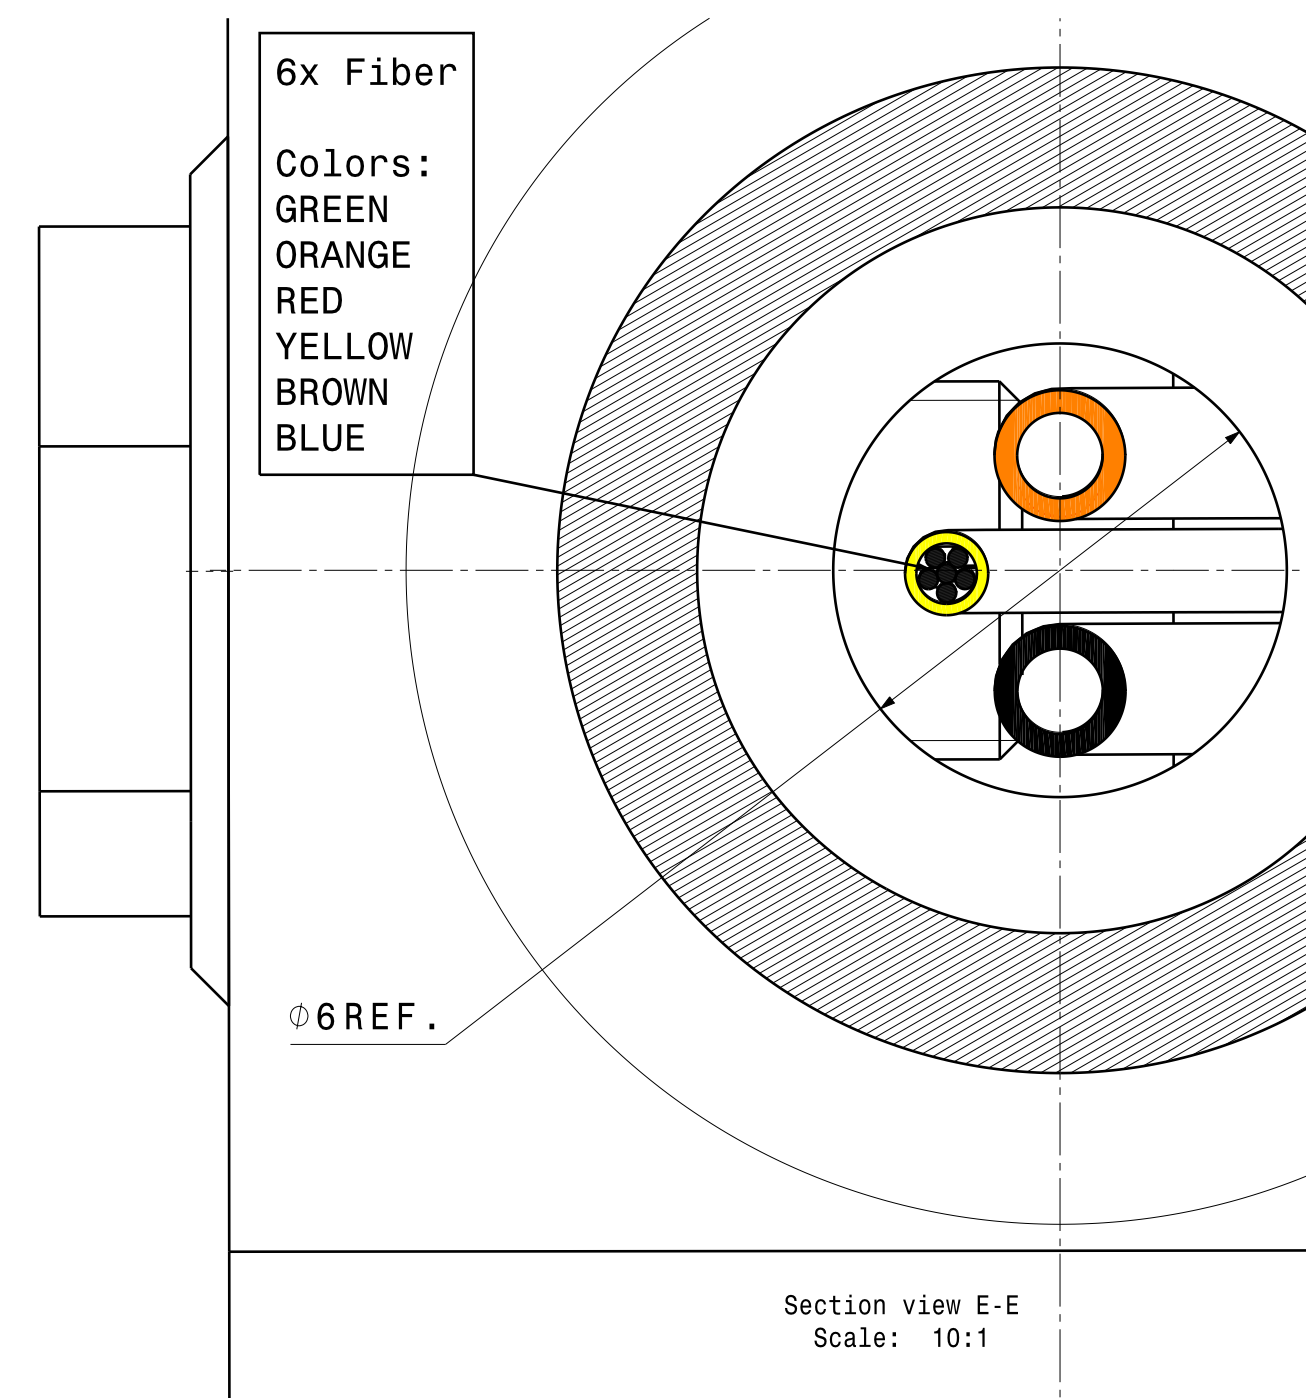 6x Fiber
Colors:
GREEN
ORANGE
RED
YELLOW
BROWN
BLUE
∅6REF.
Section view E-E
Scale: 10:1